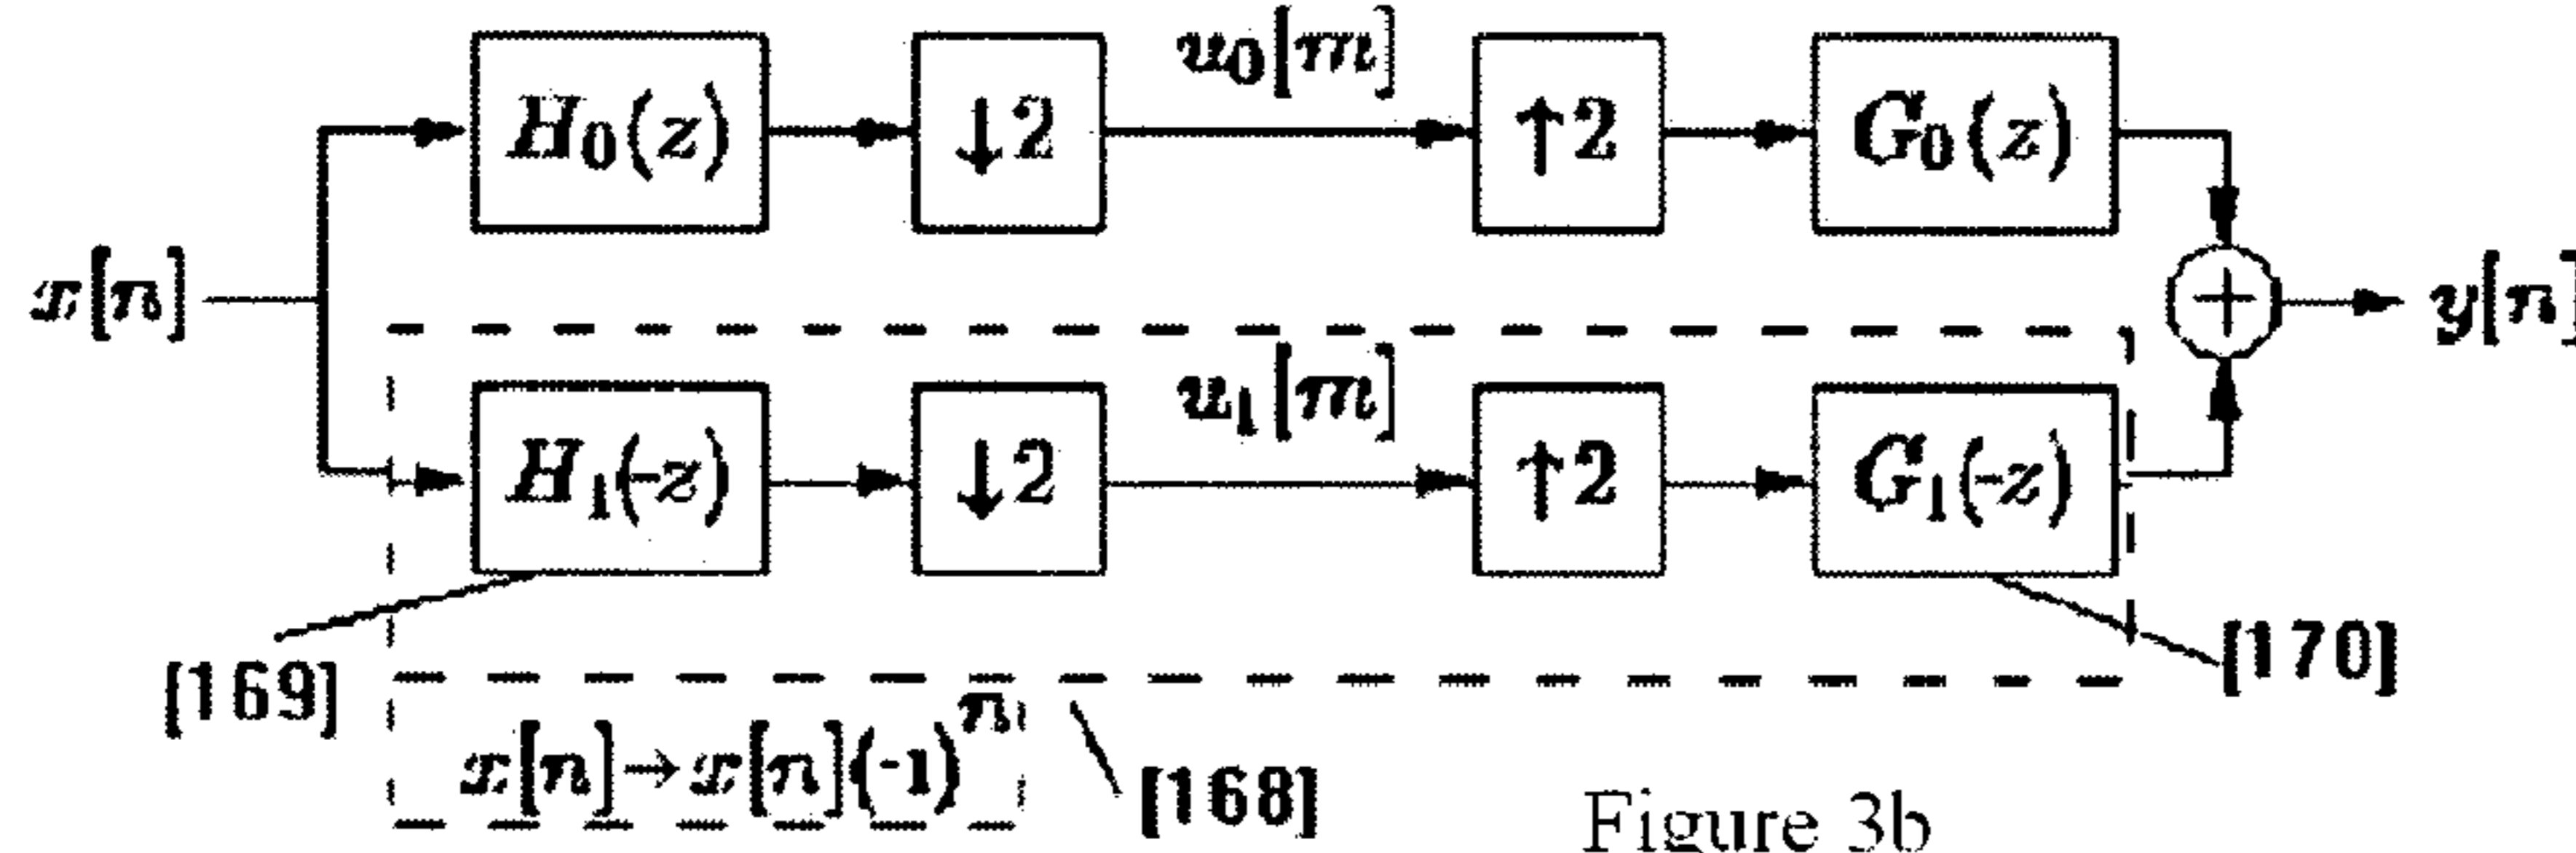 u₀[m]
H₀(z) ↓2 ↑2 G₀(z)
x[n] + y[n]
u₁[m]
H₁(-z) ↓2 ↑2 G₁(-z)
[169] [170]
x[n]→x[n](-1)ⁿ [168]
Figure 3b